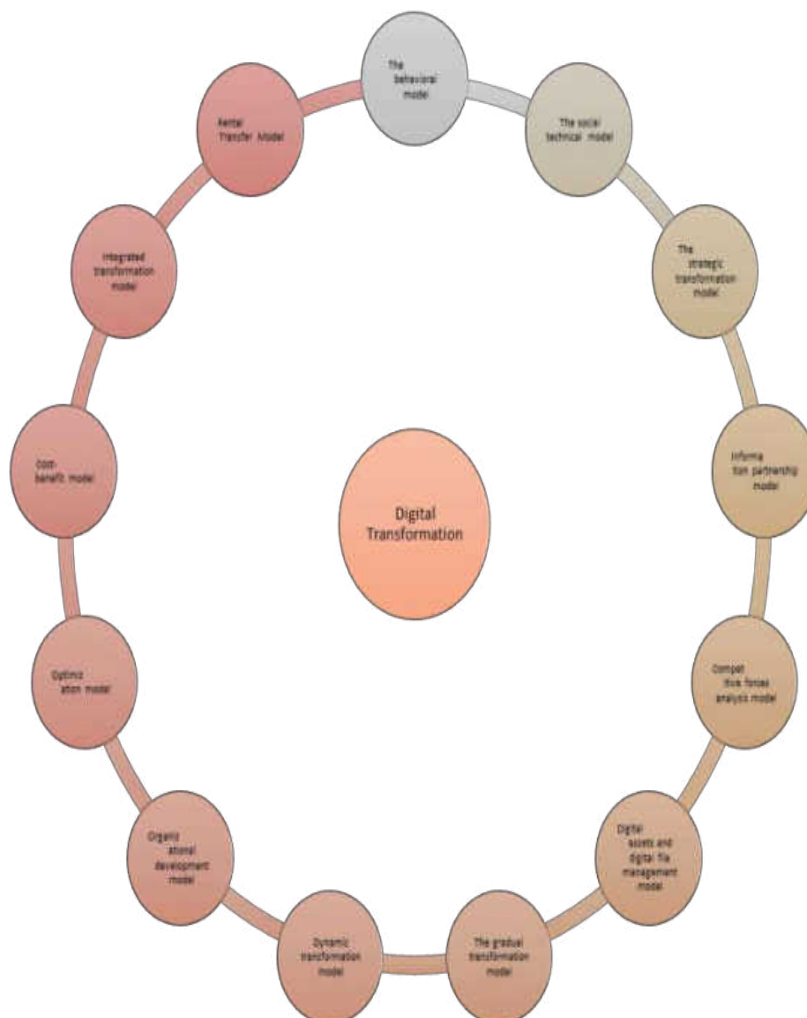 The
behavioral
model
The social
technical model
The
strategic
transformation
model
Informa
tion partnership
model
Compet
itive forces
analysis model
Digital
assets and
digital file
management
model
The gradual
transformation
model
Dynamic
transformation
model
Organiz
ational
development
model
Optimiz
ation model
Cost-
benefit model
Integrated
transformation
model
Rental
Transfer Model
Digital
Transformation